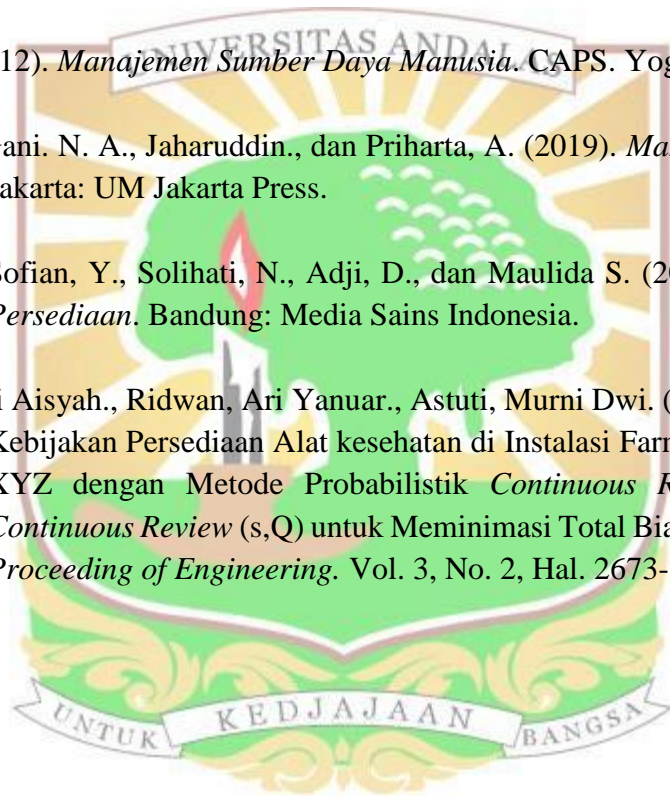 UNIVERSITAS ANDALAS
12). Manajemen Sumber Daya Manusia. CAPS. Yog
ani. N. A., Jaharuddin., dan Priharta, A. (2019). Ma
akarta: UM Jakarta Press.
Sofian, Y., Solihati, N., Adji, D., dan Maulida S. (20
Persediaan. Bandung: Media Sains Indonesia.
i Aisyah., Ridwan, Ari Yanuar., Astuti, Murni Dwi. (
Kebijakan Persediaan Alat kesehatan di Instalasi Farm
XYZ dengan Metode Probabilistik Continuous R
Continuous Review (s,Q) untuk Meminimasi Total Bia
Proceeding of Engineering. Vol. 3, No. 2, Hal. 2673-
UNTUK KEDJAJAAN BANGSA